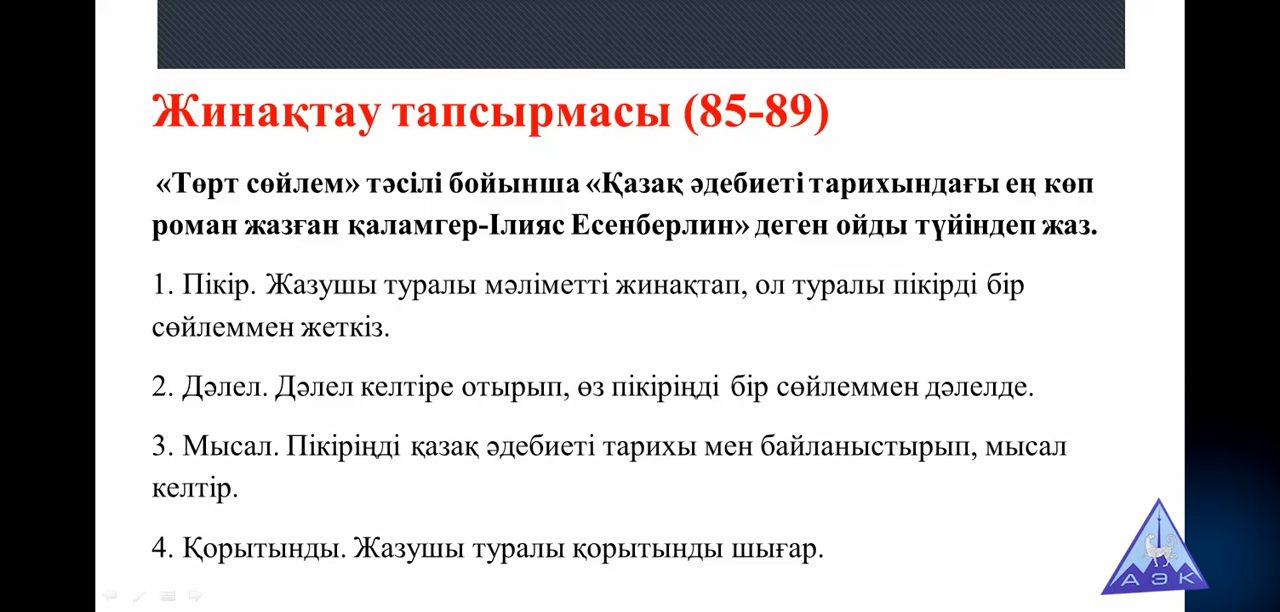 Жинақтау тапсырмасы (85-89)
«Төрт сөйлем» тәсілі бойынша «Қазақ әдебиеті тарихындағы ең көп
роман жазған қаламгер-Ілияс Есенберлин» деген ойды түйіндеп жаз.
1. Пікір. Жазушы туралы мәліметті жинақтап, ол туралы пікірді бір
сөйлеммен жеткіз.
2. Дәлел. Дәлел келтіре отырып, өз пікіріңді бір сөйлеммен дәлелде.
3. Мысал. Пікіріңді қазақ әдебиеті тарихы мен байланыстырып, мысал
келтір.
4. Қорытынды. Жазушы туралы қорытынды шығар.
АЭК